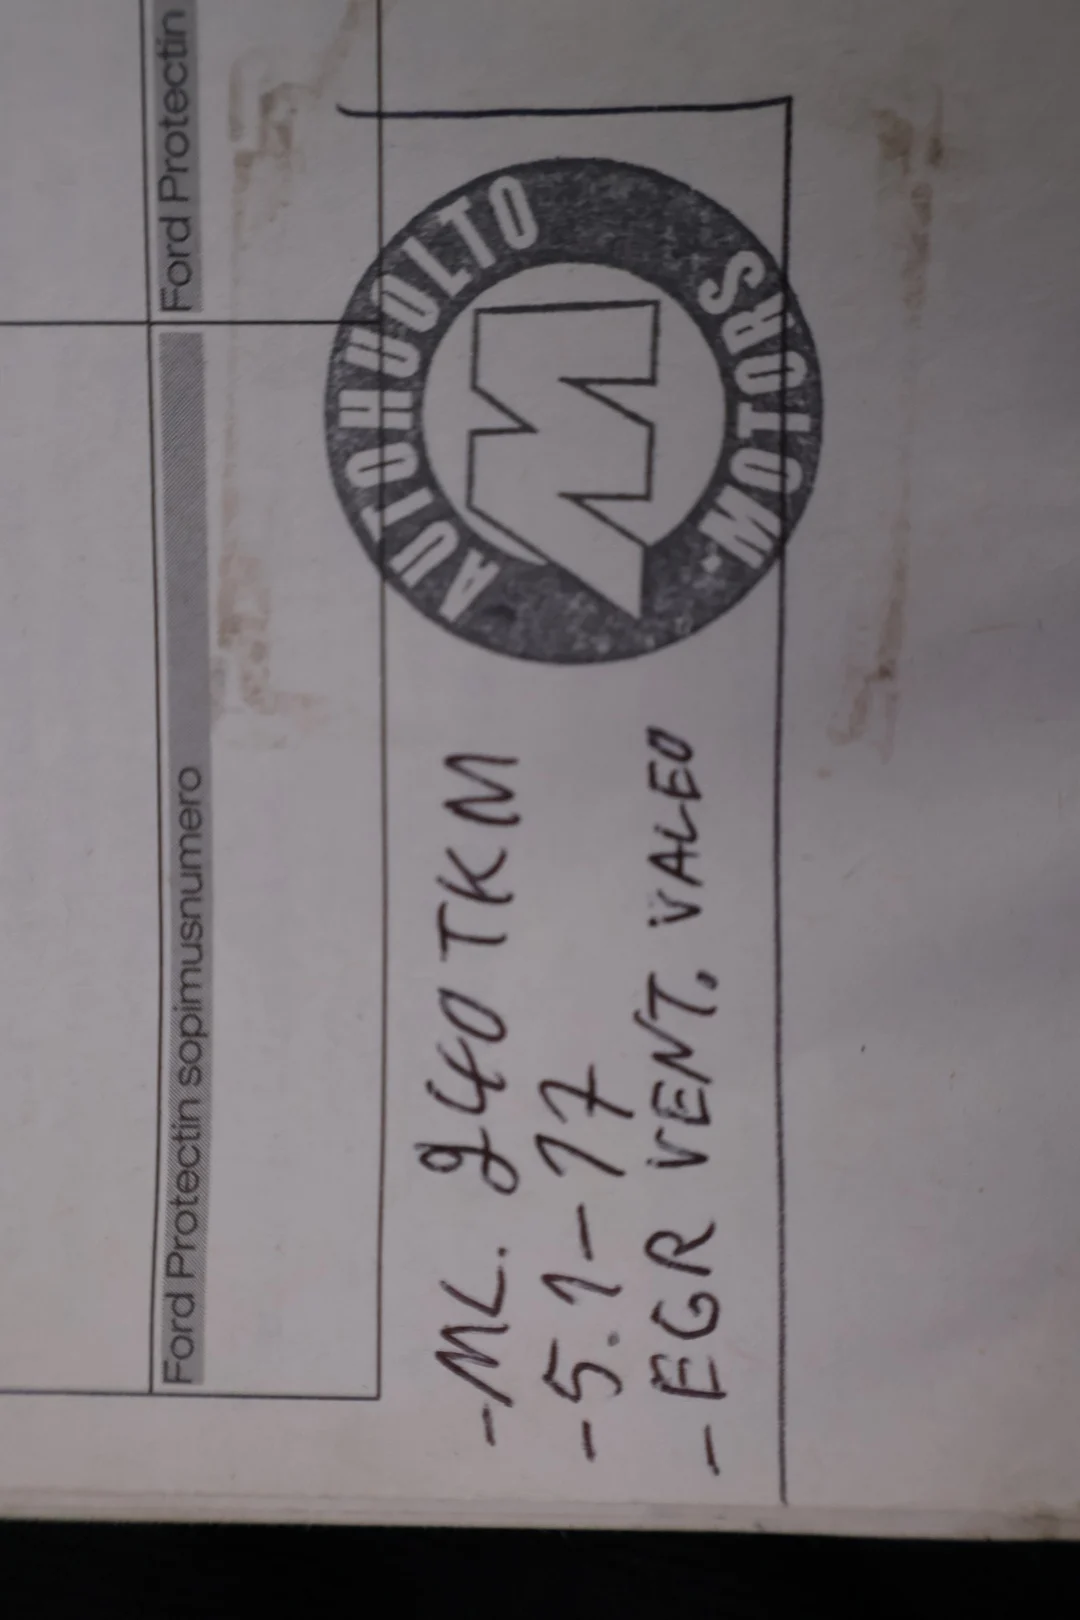 Ford Protectin sopimusnumero
Ford Protectin
-ML. 240 TKM
-5.1-17
-EGR VENT. VALEO
AUTOHUOLTO
M
MOTORS